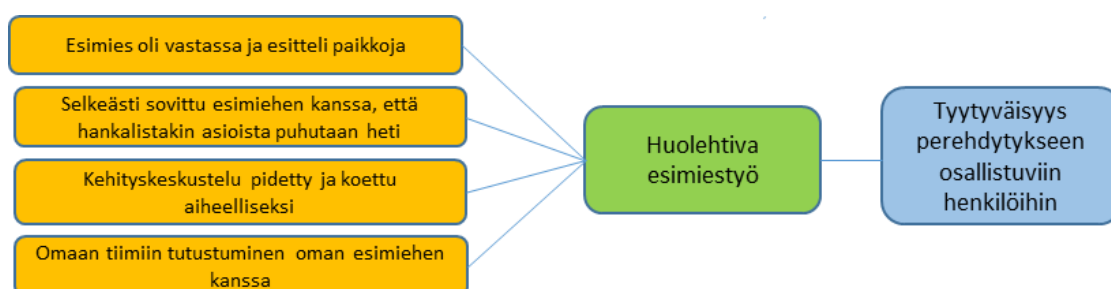 Esimies oli vastassa ja esitteli paikkoja
Selkeästi sovittu esimiehen kanssa, että
hankalistakin asioista puhutaan heti
Kehityskeskustelu pidetty ja koettu
aiheelliseksi
Omaan tiimiin tutustuminen oman esimiehen
kanssa
Huolehtiva
esimiestyö
Tyytyväisyys
perehdytykseen
osallistuviin
henkilöihin